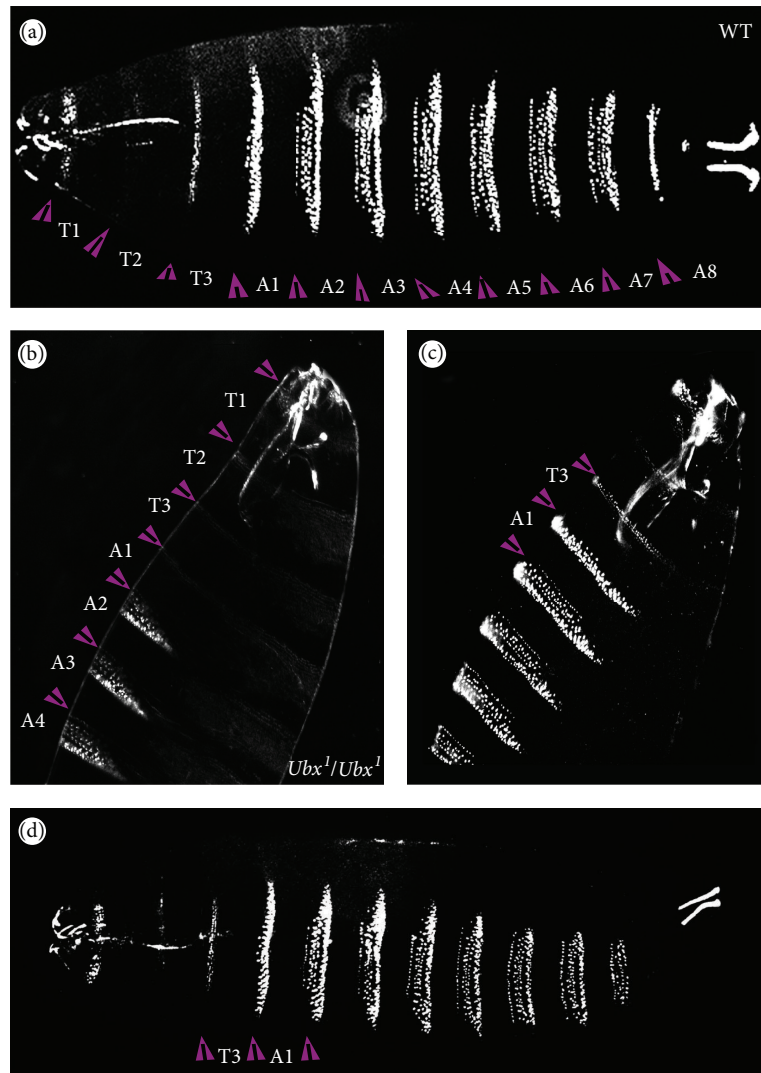 (a)
WT
T1
T2
T3
A1
A2
A3
A4
A5
A6
A7
A8
(b)
T1
T2
T3
A1
A2
A3
A4
Ubx¹/Ubx¹
(c)
T3
A1
(d)
T3
A1